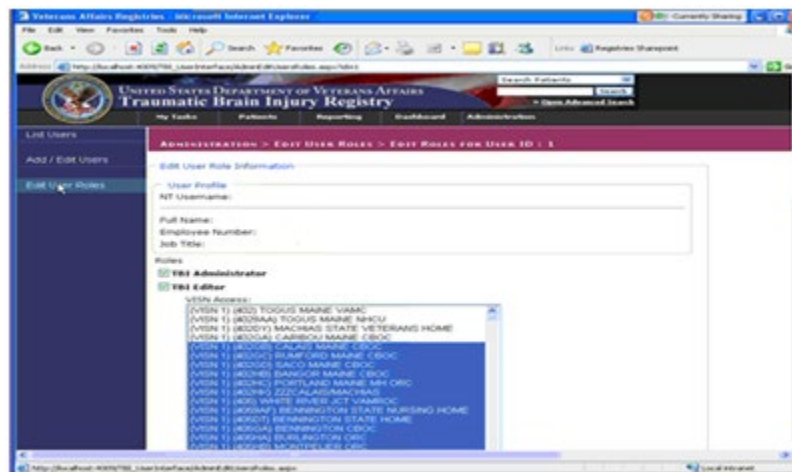 Veterans Affairs Registries - Microsoft Internet Explorer
Currently Sharing
File Edit View Favorites Tools Help
Back Search Favorites Links Registries Sharepoint
UNITED STATES DEPARTMENT OF VETERANS AFFAIRS
Traumatic Brain Injury Registry
Search Patients
Search
Open Advanced Search
My Tasks Patients Reporting Dashboard Administration
List Users
Add / Edit Users
Edit User Roles
ADMINISTRATION > EDIT USER ROLES > EDIT ROLES FOR USER ID : 1
Edit User Role Information
User Profile
NT Username:
Full Name:
Employee Number:
Job Title:
Roles
TBI Administrator
TBI Editor
VISN Access:
(VISN 1) (402) TOGUS MAINE VAMC
(VISN 1) (4029AA) TOGUS MAINE NHCU
(VISN 1) (402DY) MACHIAS STATE VETERANS HOME
(VISN 1) (402GA) CARIBOU MAINE CBOC
(VISN 1) (402GB) CALAIS MAINE CBOC
(VISN 1) (402GC) RUMFORD MAINE CBOC
(VISN 1) (402GD) SACO MAINE CBOC
(VISN 1) (402HB) BANGOR MAINE CBOC
(VISN 1) (402HC) PORTLAND MAINE MH ORC
(VISN 1) (402HK) ZZZCALAIS/MACHIAS
(VISN 1) (405) WHITE RIVER JCT VAMROC
(VISN 1) BENNINGTON STATE NURSING HOME
(VISN 1) BENNINGTON STATE HOME
(VISN 1) (405GA) BENNINGTON CBOC
(VISN 1) (405HA) BURLINGTON ORC
(VISN 1) (405HB) MONTPELIER ORC
Local intranet